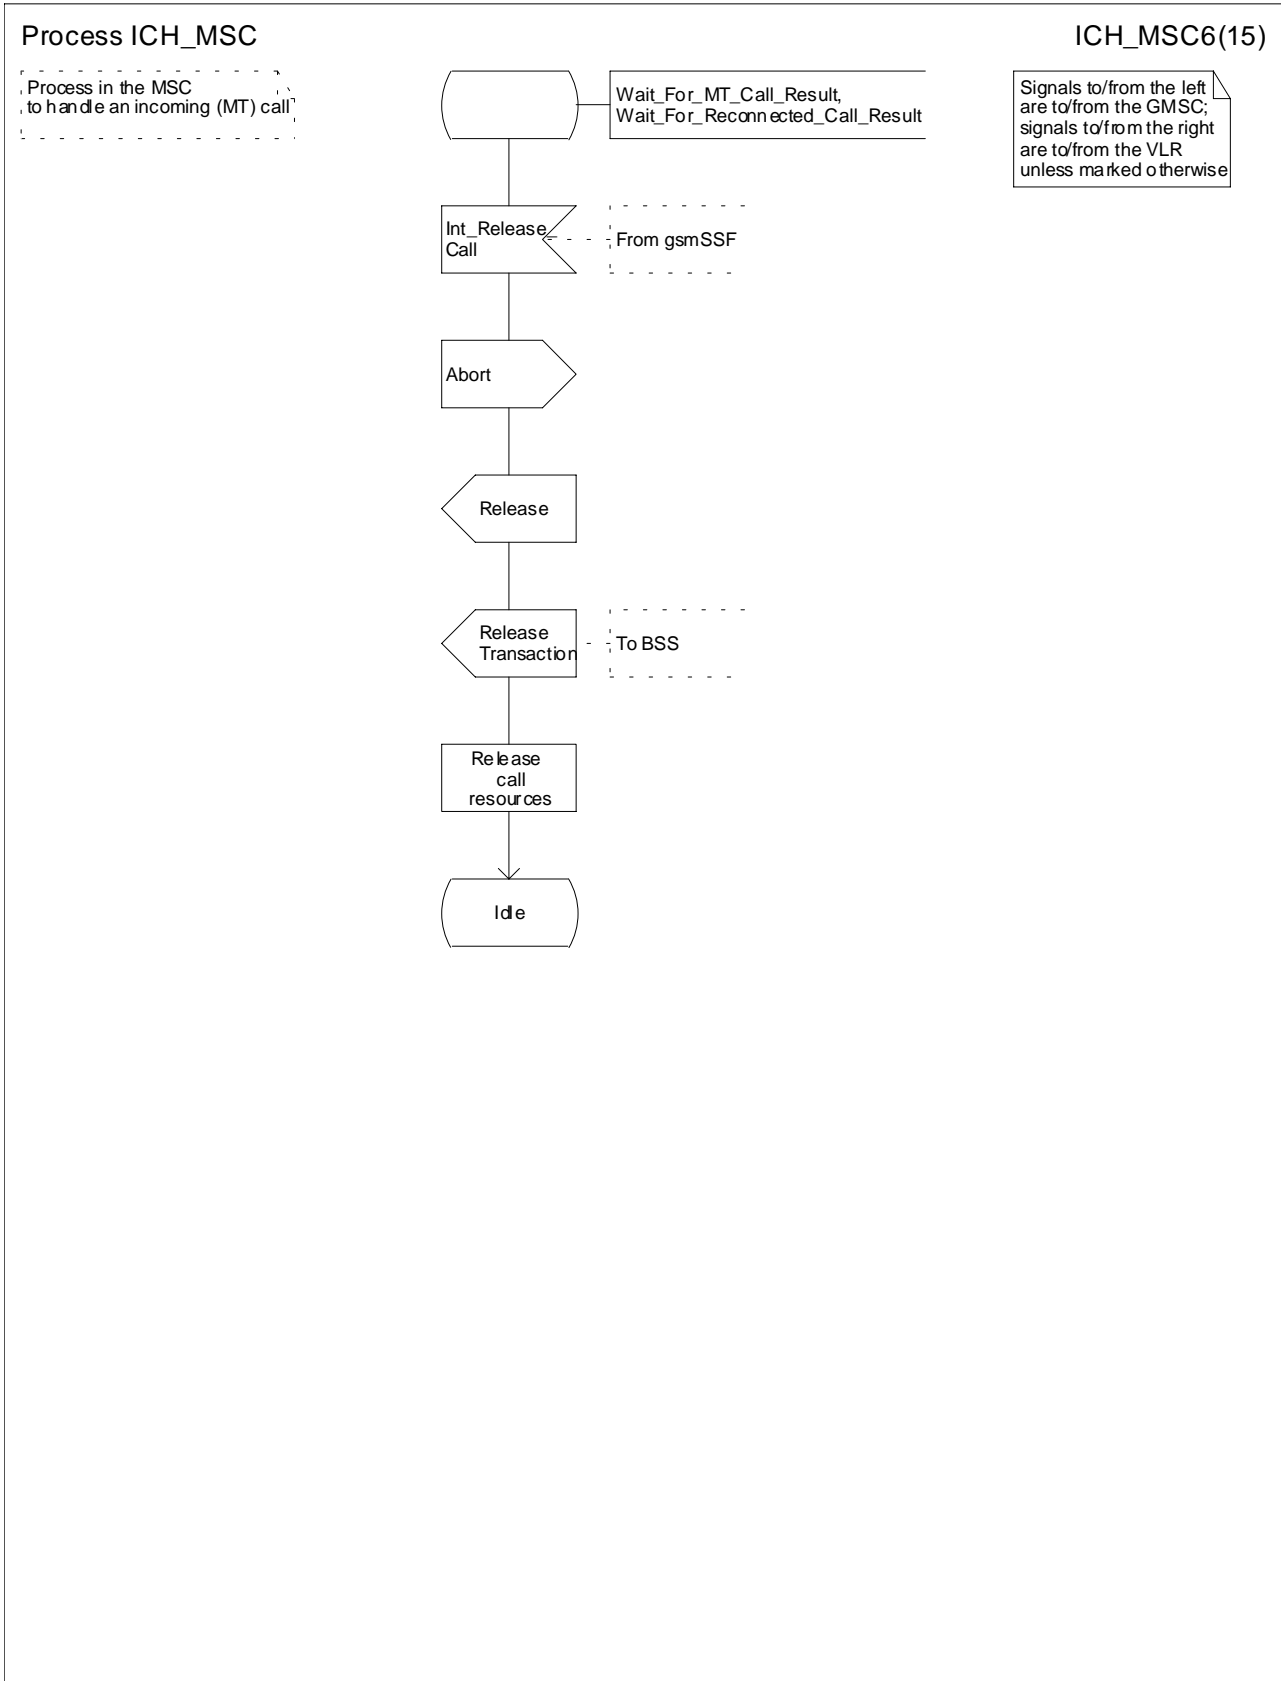 Process ICH_MSC
ICH_MSC6(15)
Process in the MSC
to handle an incoming (MT) call
Wait_For_MT_Call_Result,
Wait_For_Reconnected_Call_Result
Signals to/from the left
are to/from the GMSC;
signals to/from the right
are to/from the VLR
unless marked otherwise
Int_Release_
Call
From gsmSSF
Abort
Release
Release
Transaction
To BSS
Release
call
resources
Idle